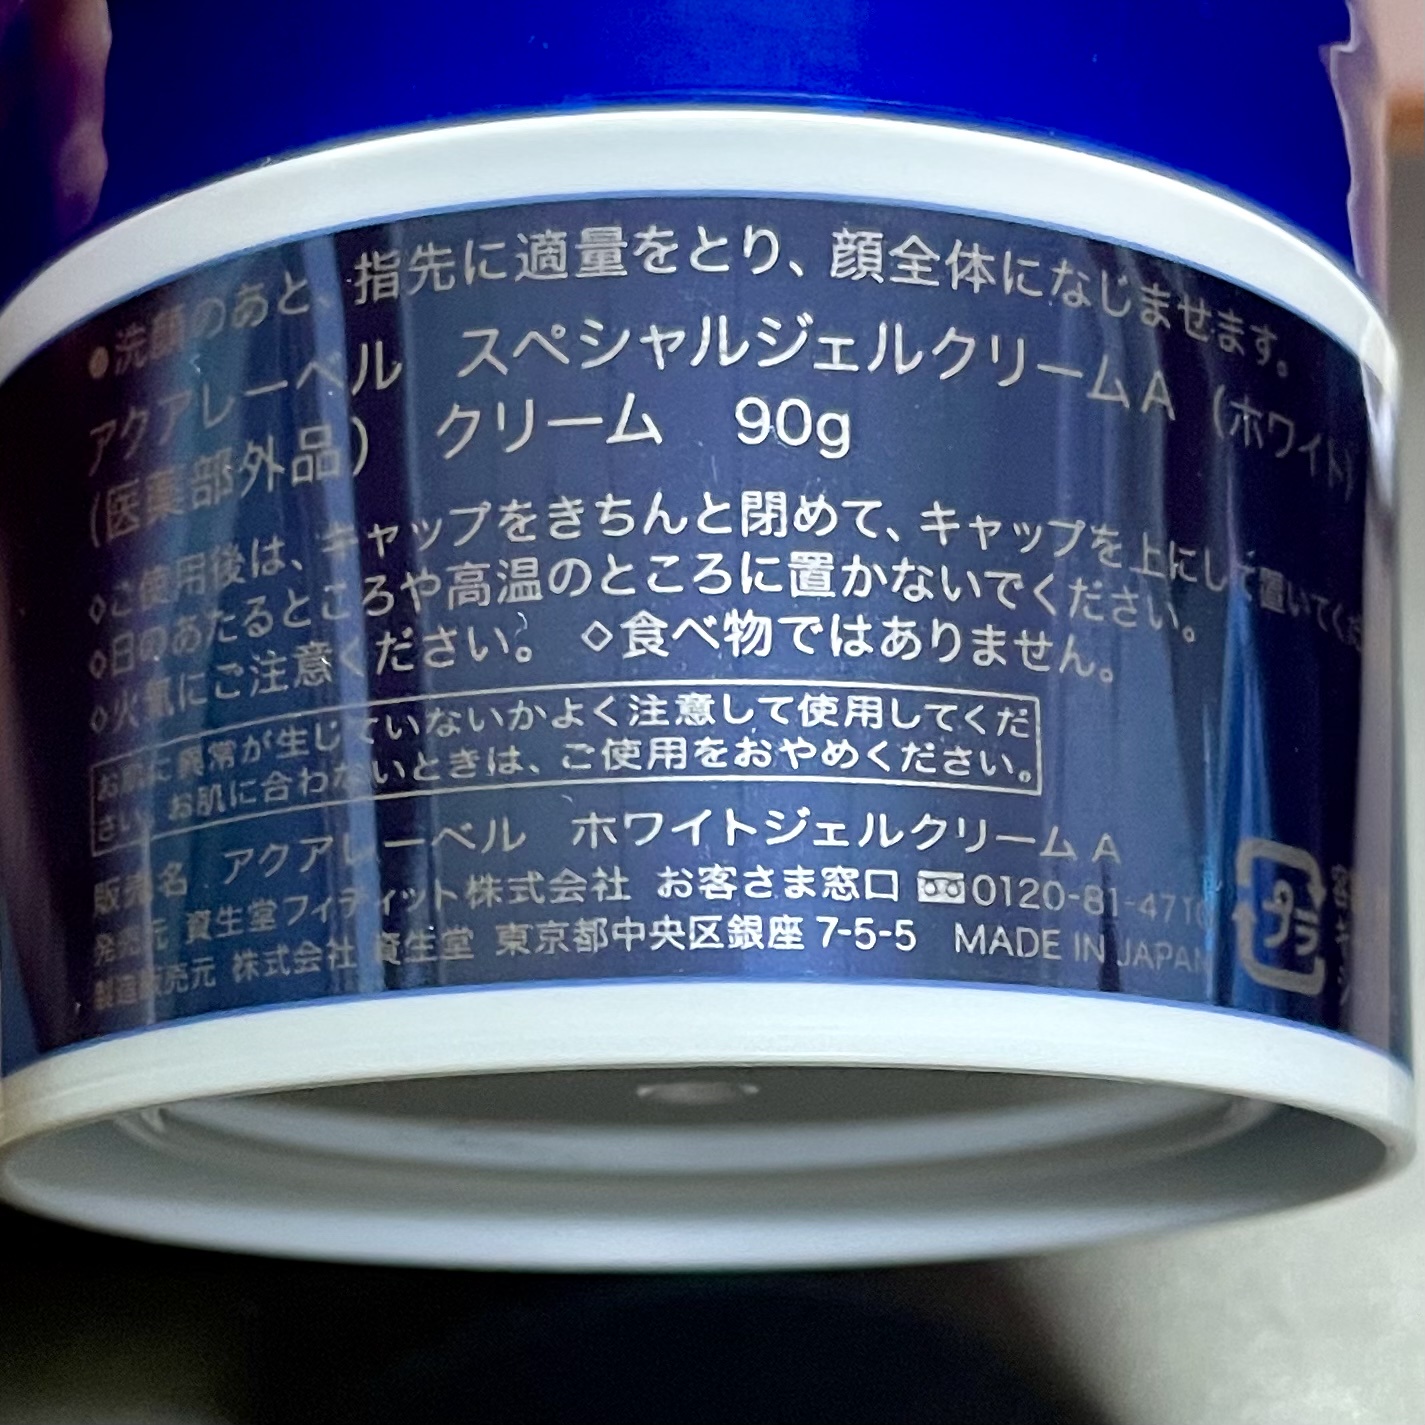 ●洗顔のあと、指先に適量をとり、顔全体になじませます。
アクアレーベル　スペシャルジェルクリームA（ホワイト）
(医薬部外品)　クリーム　90g
◇ご使用後は、キャップをきちんと閉めて、キャップを上にして置いてくだ
◇日のあたるところや高温のところに置かないでください。
◇火気にご注意ください。　◇食べ物ではありません。
お肌に異常が生じていないかよく注意して使用してくだ
さい。お肌に合わないときは、ご使用をおやめください。
販売名　アクアレーベル　ホワイトジェルクリーム A
発売元 資生堂フィティット株式会社　お客さま窓口 0120-81-4710
製造販売元 株式会社 資生堂 東京都中央区銀座 7-5-5　MADE IN JAPAN
プラ